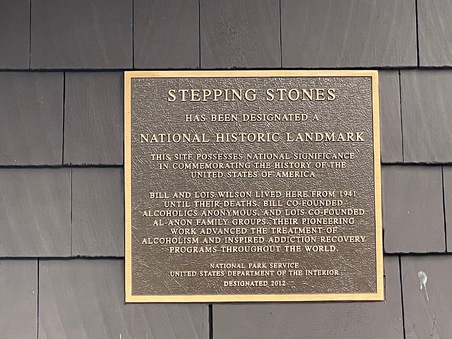 STEPPING STONES
HAS BEEN DESIGNATED A
NATIONAL HISTORIC LANDMARK
THIS SITE POSSESSES NATIONAL SIGNIFICANCE
IN COMMEMORATING THE HISTORY OF THE
UNITED STATES OF AMERICA
BILL AND LOIS WILSON LIVED HERE FROM 1941
UNTIL THEIR DEATHS. BILL CO-FOUNDED
ALCOHOLICS ANONYMOUS, AND LOIS CO-FOUNDED
AL-ANON FAMILY GROUPS. THEIR PIONEERING
WORK ADVANCED THE TREATMENT OF
ALCOHOLISM AND INSPIRED ADDICTION RECOVERY
PROGRAMS THROUGHOUT THE WORLD.
NATIONAL PARK SERVICE
UNITED STATES DEPARTMENT OF THE INTERIOR
DESIGNATED 2012